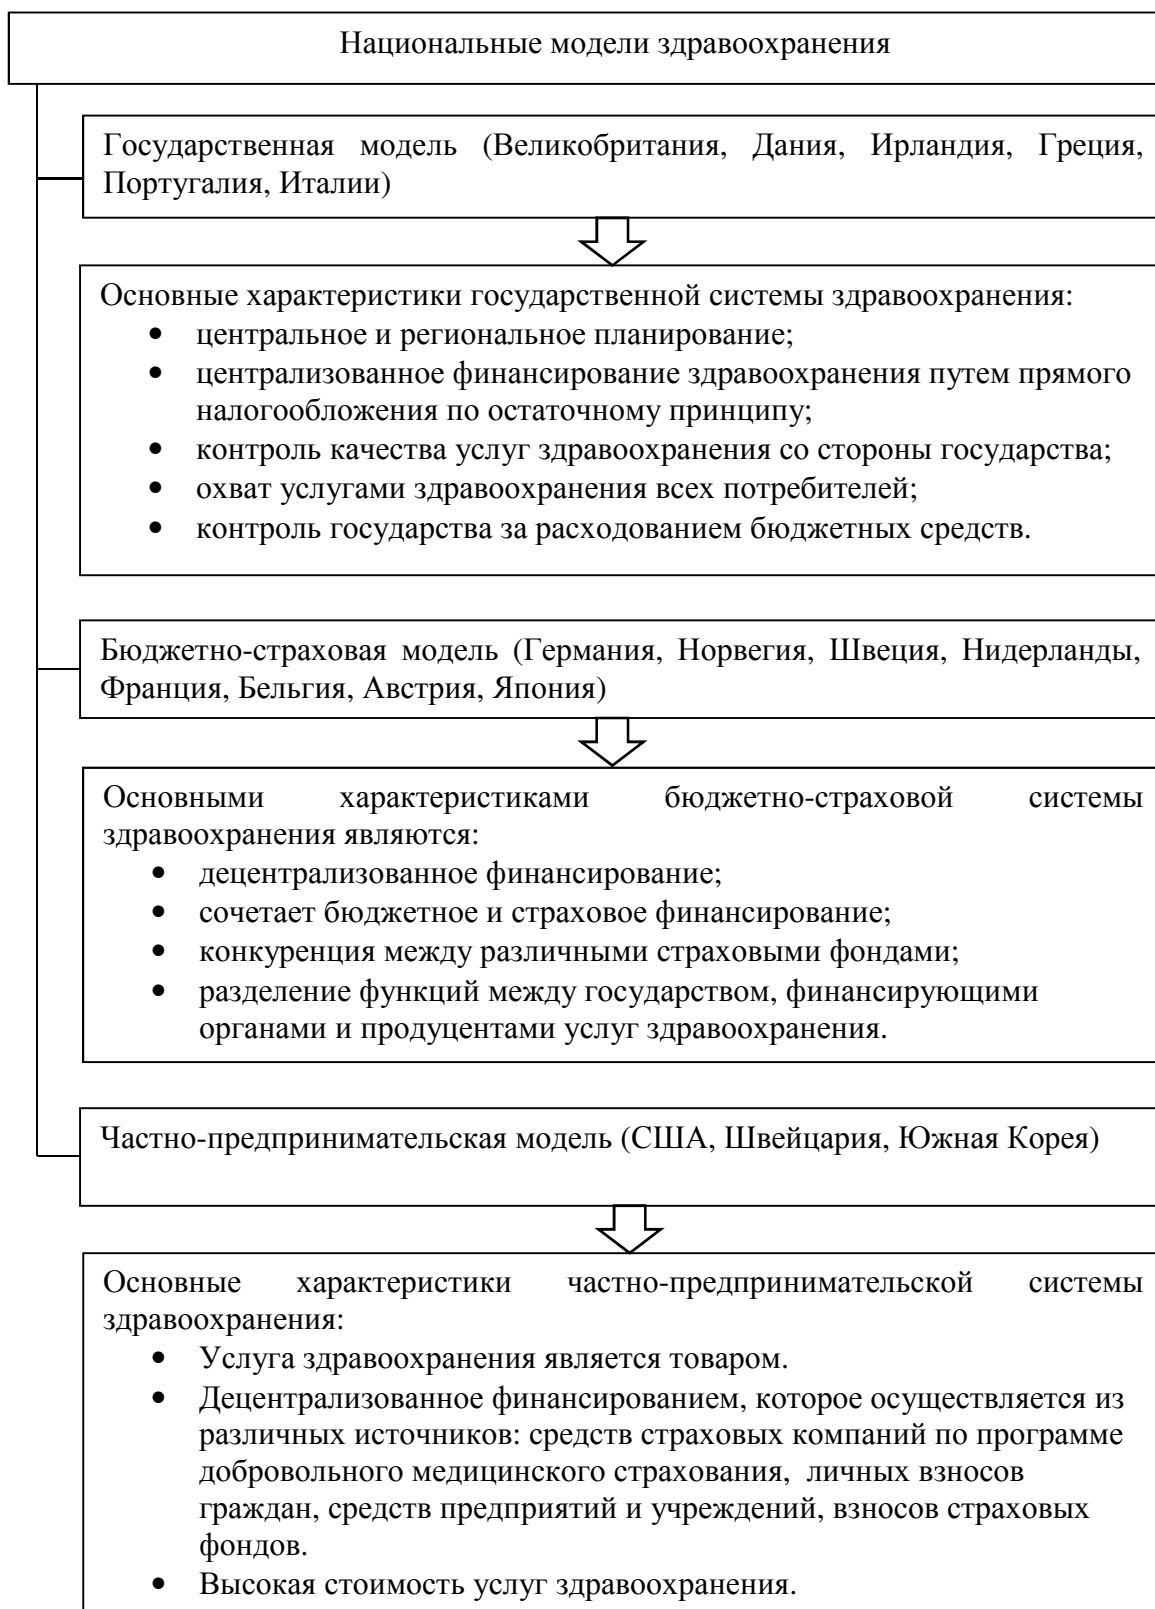 Национальные модели здравоохранения
Государственная модель (Великобритания, Дания, Ирландия, Греция,
Португалия, Италии)
Основные характеристики государственной системы здравоохранения:
• центральное и региональное планирование;
• централизованное финансирование здравоохранения путем прямого
налогообложения по остаточному принципу;
• контроль качества услуг здравоохранения со стороны государства;
• охват услугами здравоохранения всех потребителей;
• контроль государства за расходованием бюджетных средств.
Бюджетно-страховая модель (Германия, Норвегия, Швеция, Нидерланды,
Франция, Бельгия, Австрия, Япония)
Основными характеристиками бюджетно-страховой системы
здравоохранения являются:
• децентрализованное финансирование;
• сочетает бюджетное и страховое финансирование;
• конкуренция между различными страховыми фондами;
• разделение функций между государством, финансирующими
органами и продуцентами услуг здравоохранения.
Частно-предпринимательская модель (США, Швейцария, Южная Корея)
Основные характеристики частно-предпринимательской системы
здравоохранения:
• Услуга здравоохранения является товаром.
• Децентрализованное финансированием, которое осуществляется из
различных источников: средств страховых компаний по программе
добровольного медицинского страхования, личных взносов
граждан, средств предприятий и учреждений, взносов страховых
фондов.
• Высокая стоимость услуг здравоохранения.